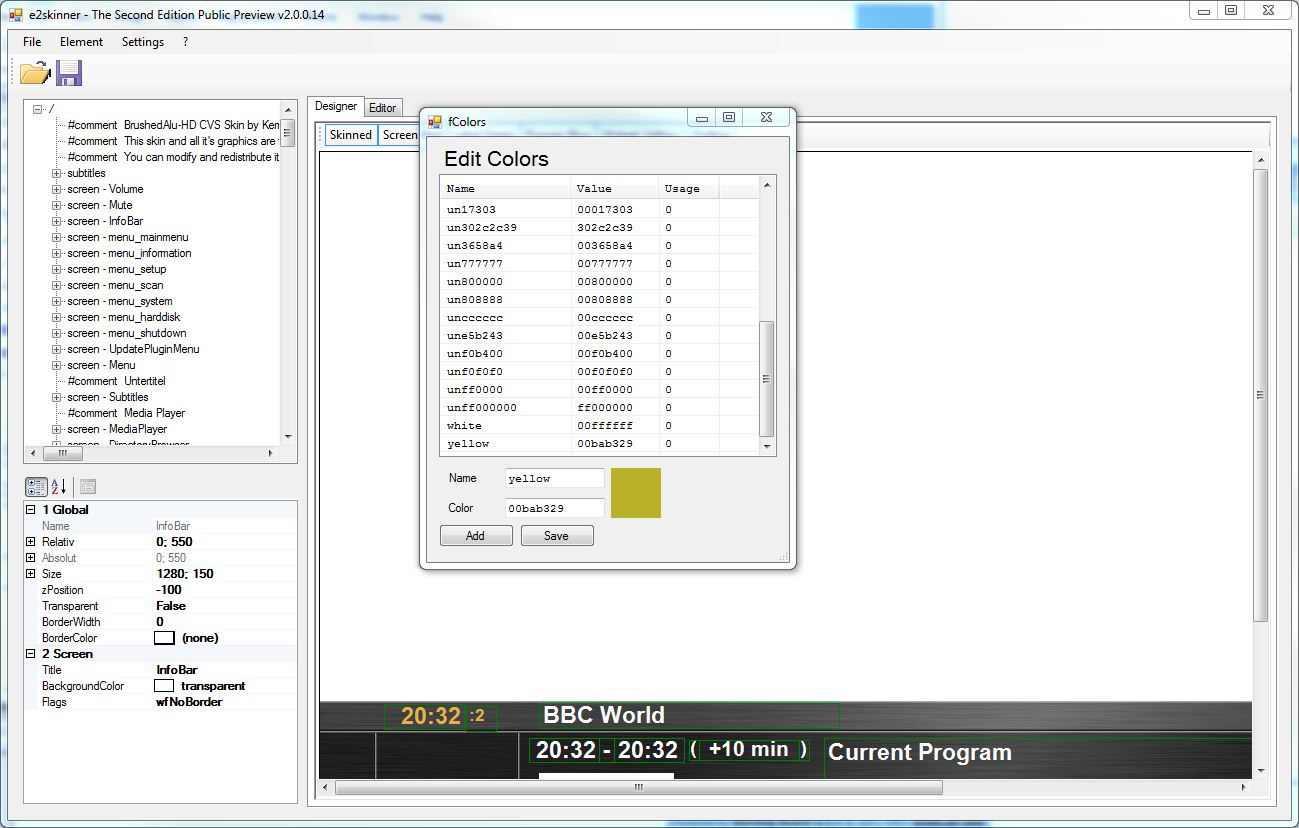 e2skinner - The Second Edition Public Preview v2.0.0.14
File Element Settings ?
/
#comment BrushedAlu-HD CVS Skin by Ken
#comment This skin and all it's graphics are
#comment You can modify and redistribute it
subtitles
screen - Volume
screen - Mute
screen - InfoBar
screen - menu_mainmenu
screen - menu_information
screen - menu_setup
screen - menu_scan
screen - menu_system
screen - menu_harddisk
screen - menu_shutdown
screen - UpdatePluginMenu
screen - Menu
#comment Untertitel
screen - Subtitles
#comment Media Player
screen - MediaPlayer
screen - DirectoryBrowser
1 Global
Name InfoBar
Relativ 0; 550
Absolut 0; 550
Size 1280; 150
zPosition -100
Transparent False
BorderWidth 0
BorderColor (none)
2 Screen
Title InfoBar
BackgroundColor transparent
Flags wfNoBorder
Designer Editor
Skinned Screen
fColors
Edit Colors
Name Value Usage
un17303 00017303 0
un302c2c39 302c2c39 0
un3658a4 003658a4 0
un777777 00777777 0
un800000 00800000 0
un808888 00808888 0
uncccccc 00cccccc 0
une5b243 00e5b243 0
unf0b400 00f0b400 0
unf0f0f0 00f0f0f0 0
unff0000 00ff0000 0
unff000000 ff000000 0
white 00ffffff 0
yellow 00bab329 0
Name yellow
Color 00bab329
Add Save
20:32 :2 BBC World
20:32 - 20:32 ( +10 min ) Current Program